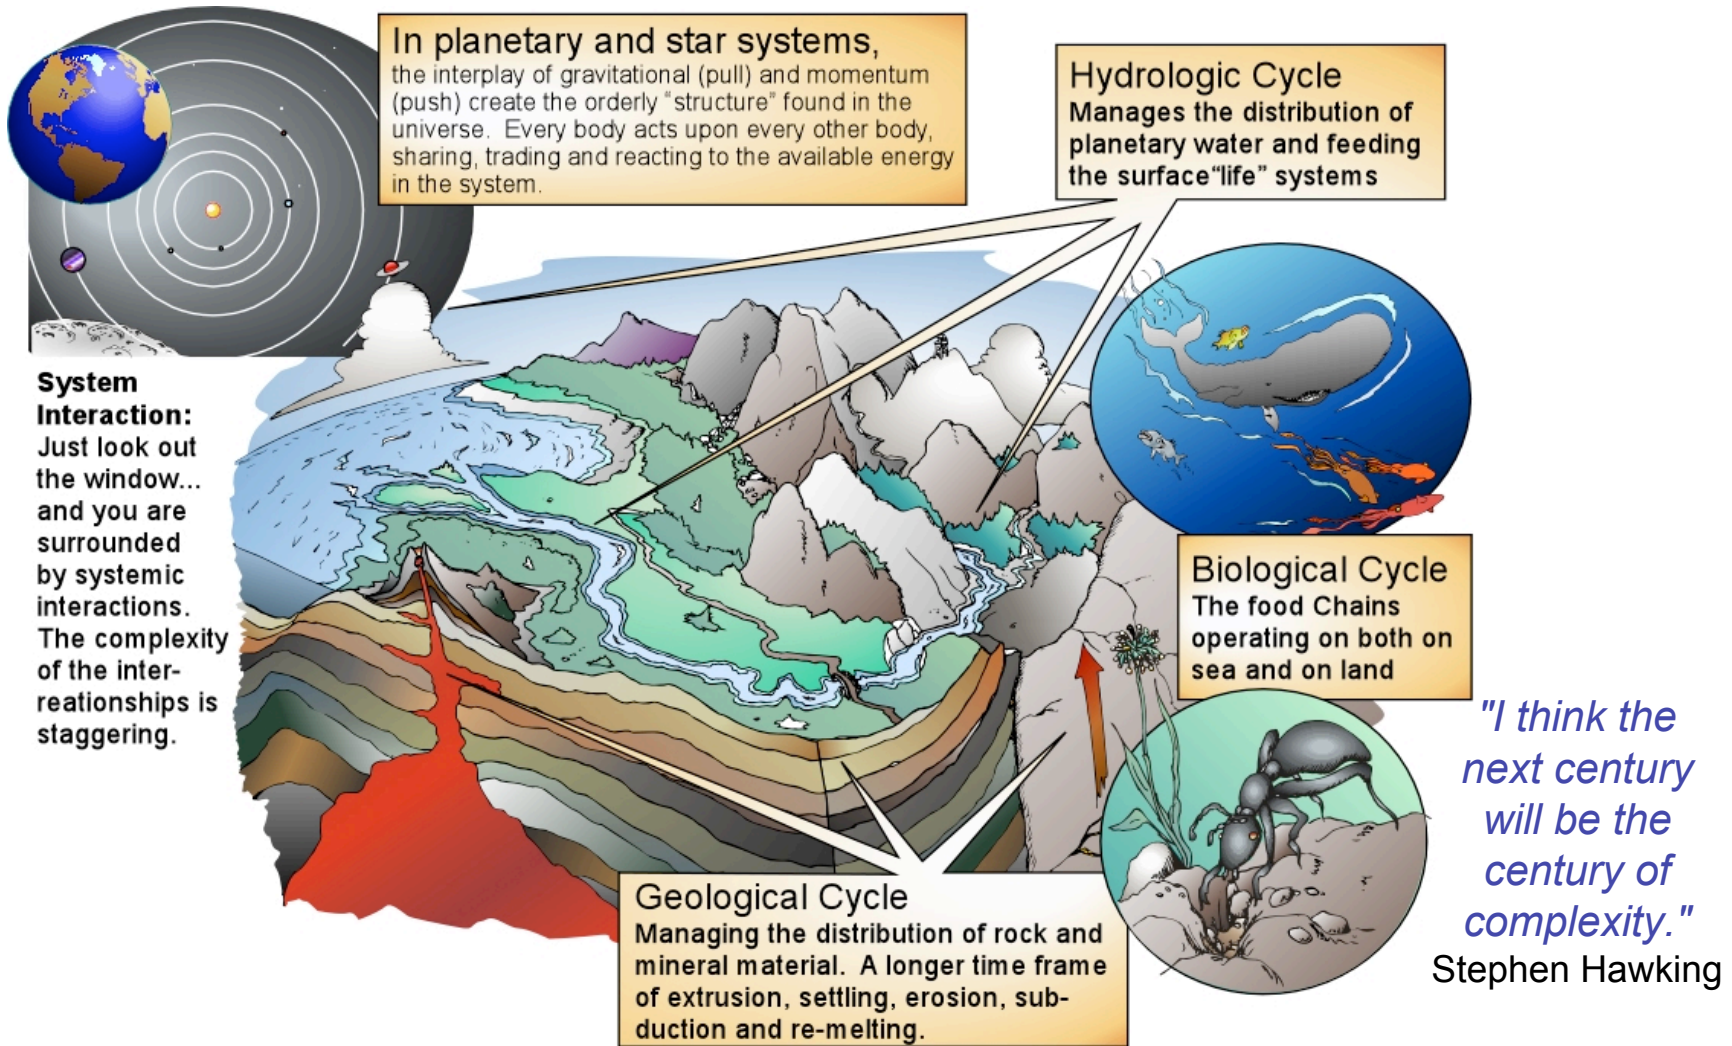 In planetary and star systems,
the interplay of gravitational (pull) and momentum
(push) create the orderly “structure” found in the
universe. Every body acts upon every other body,
sharing, trading and reacting to the available energy
in the system.
Hydrologic Cycle
Manages the distribution of
planetary water and feeding
the surface“life” systems
System
Interaction:
Just look out
the window...
and you are
surrounded
by systemic
interactions.
The complexity
of the inter-
reationships is
staggering.
Biological Cycle
The food Chains
operating on both on
sea and on land
"I think the
next century
will be the
century of
complexity."
Stephen Hawking
Geological Cycle
Managing the distribution of rock and
mineral material. A longer time frame
of extrusion, settling, erosion, sub-
duction and re-melting.